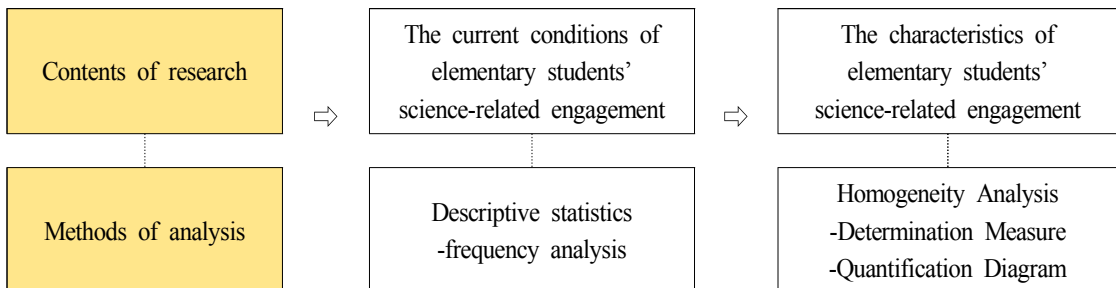 Contents of research
The current conditions of
elementary students'
science-related engagement
The characteristics of
elementary students'
science-related engagement
Methods of analysis
Descriptive statistics
-frequency analysis
Homogeneity Analysis
-Determination Measure
-Quantification Diagram